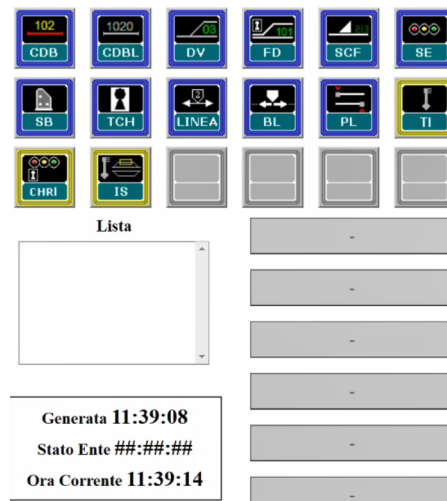 102 1020 03 101 213
CDB CDBL DV FD SCF SE
2
SB TCH LINEA BL PL TI
CHRI IS
Lista
-
-
-
-
-
-
Generata 11:39:08
Stato Ente ##:##:##
Ora Corrente 11:39:14